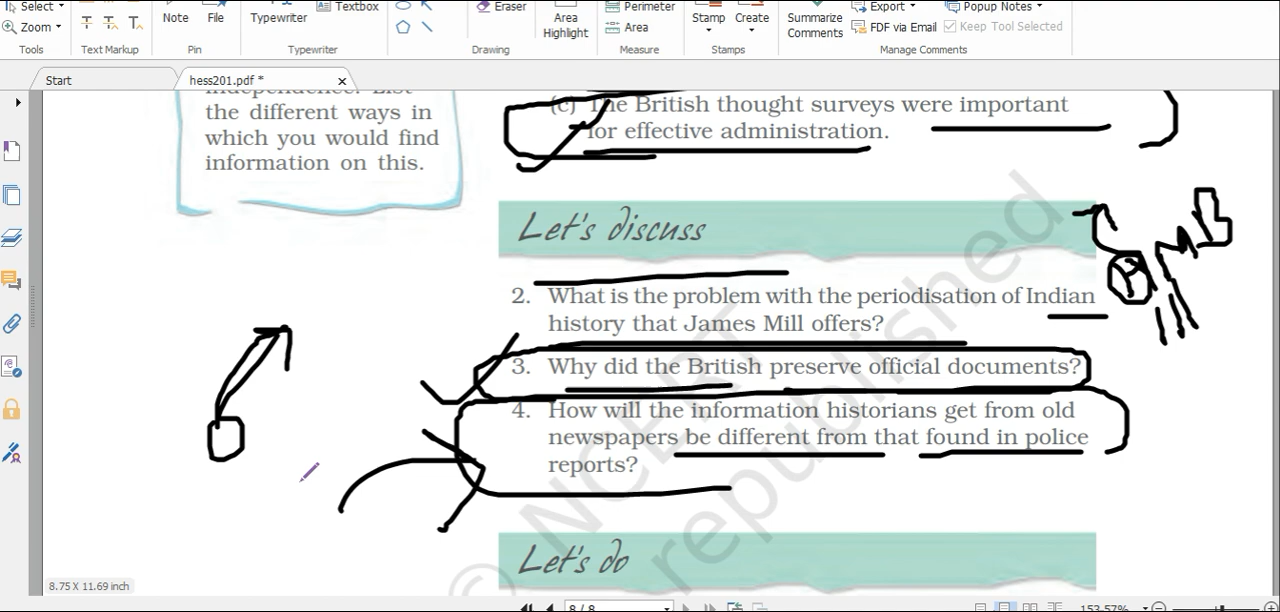 Select
Zoom
Tools
Text Markup
Note
File
Pin
Typewriter
Textbox
Typewriter
Eraser
Drawing
Area
Highlight
Perimeter
Area
Measure
Stamp
Create
Stamps
Summarize
Comments
Export
Popup Notes
FDF via Email
Keep Tool Selected
Manage Comments
Start
hess201.pdf *
the different ways in
which you would find
information on this.
(c) The British thought surveys were important
for effective administration.
Let's discuss
2. What is the problem with the periodisation of Indian
history that James Mill offers?
3. Why did the British preserve official documents?
4. How will the information historians get from old
newspapers be different from that found in police
reports?
Let's do
© NCERT
republished
8.75 X 11.69 inch
8 / 8
153.57%